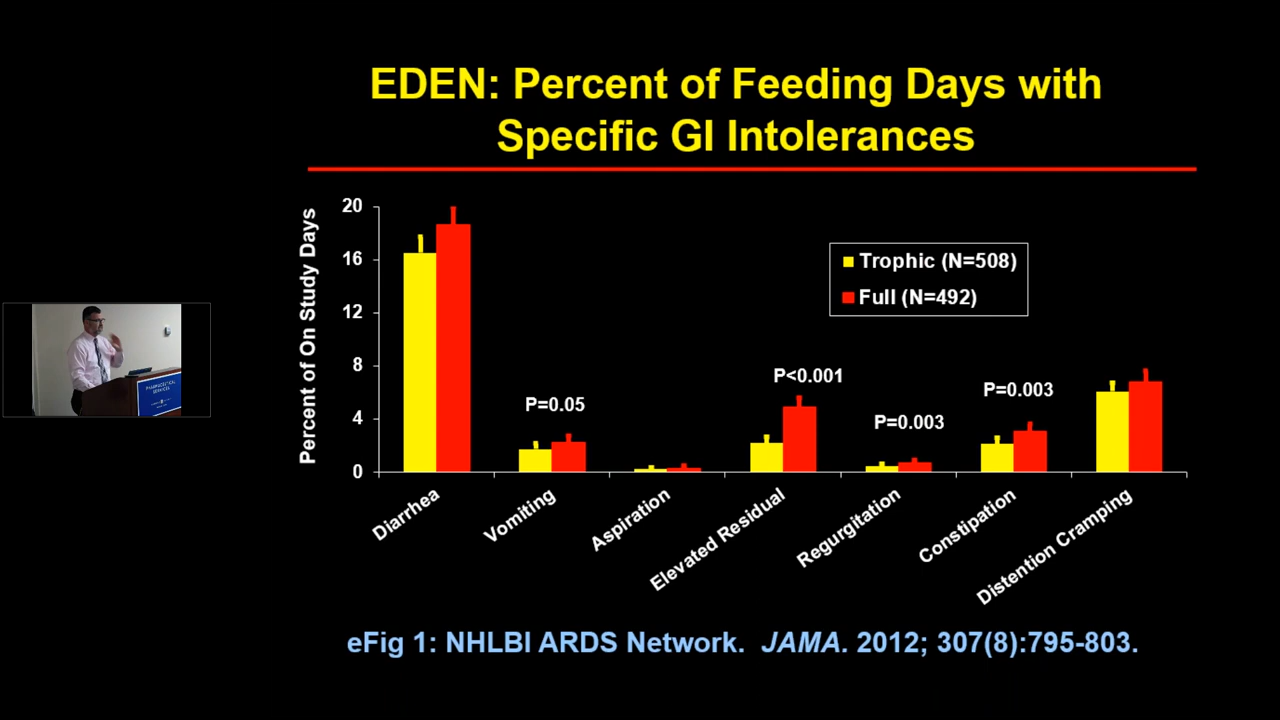 EDEN: Percent of Feeding Days with
Specific GI Intolerances
Percent of On Study Days
20
16
12
8
4
0
Trophic (N=508)
Full (N=492)
P=0.05
P<0.001
P=0.003
P=0.003
Diarrhea
Vomiting
Aspiration
Elevated Residual
Regurgitation
Constipation
Distention Cramping
eFig 1: NHLBI ARDS Network. JAMA. 2012; 307(8):795-803.
PHARMACEUTICAL
SERVICES